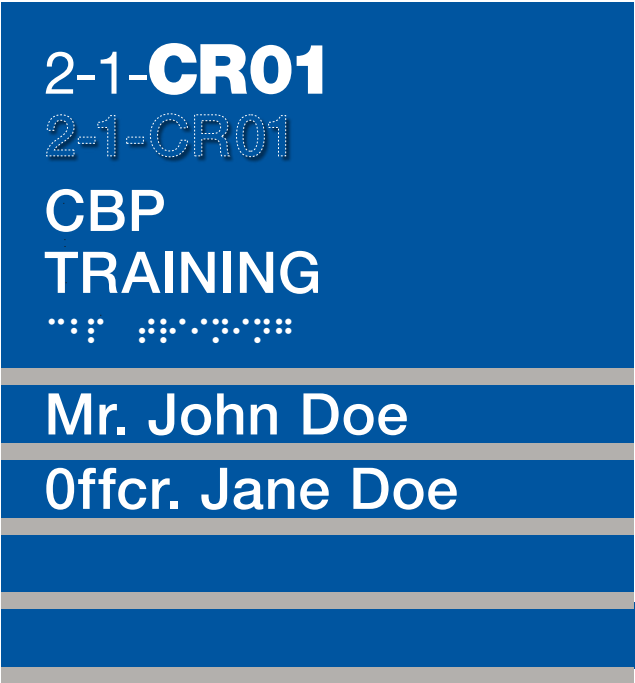 2-1-CR01
2-1-CR01
CBP
TRAINING
⠉⠃⠏ ⠞⠗⠁⠊⠝⠊⠝⠛
Mr. John Doe
0ffcr. Jane Doe